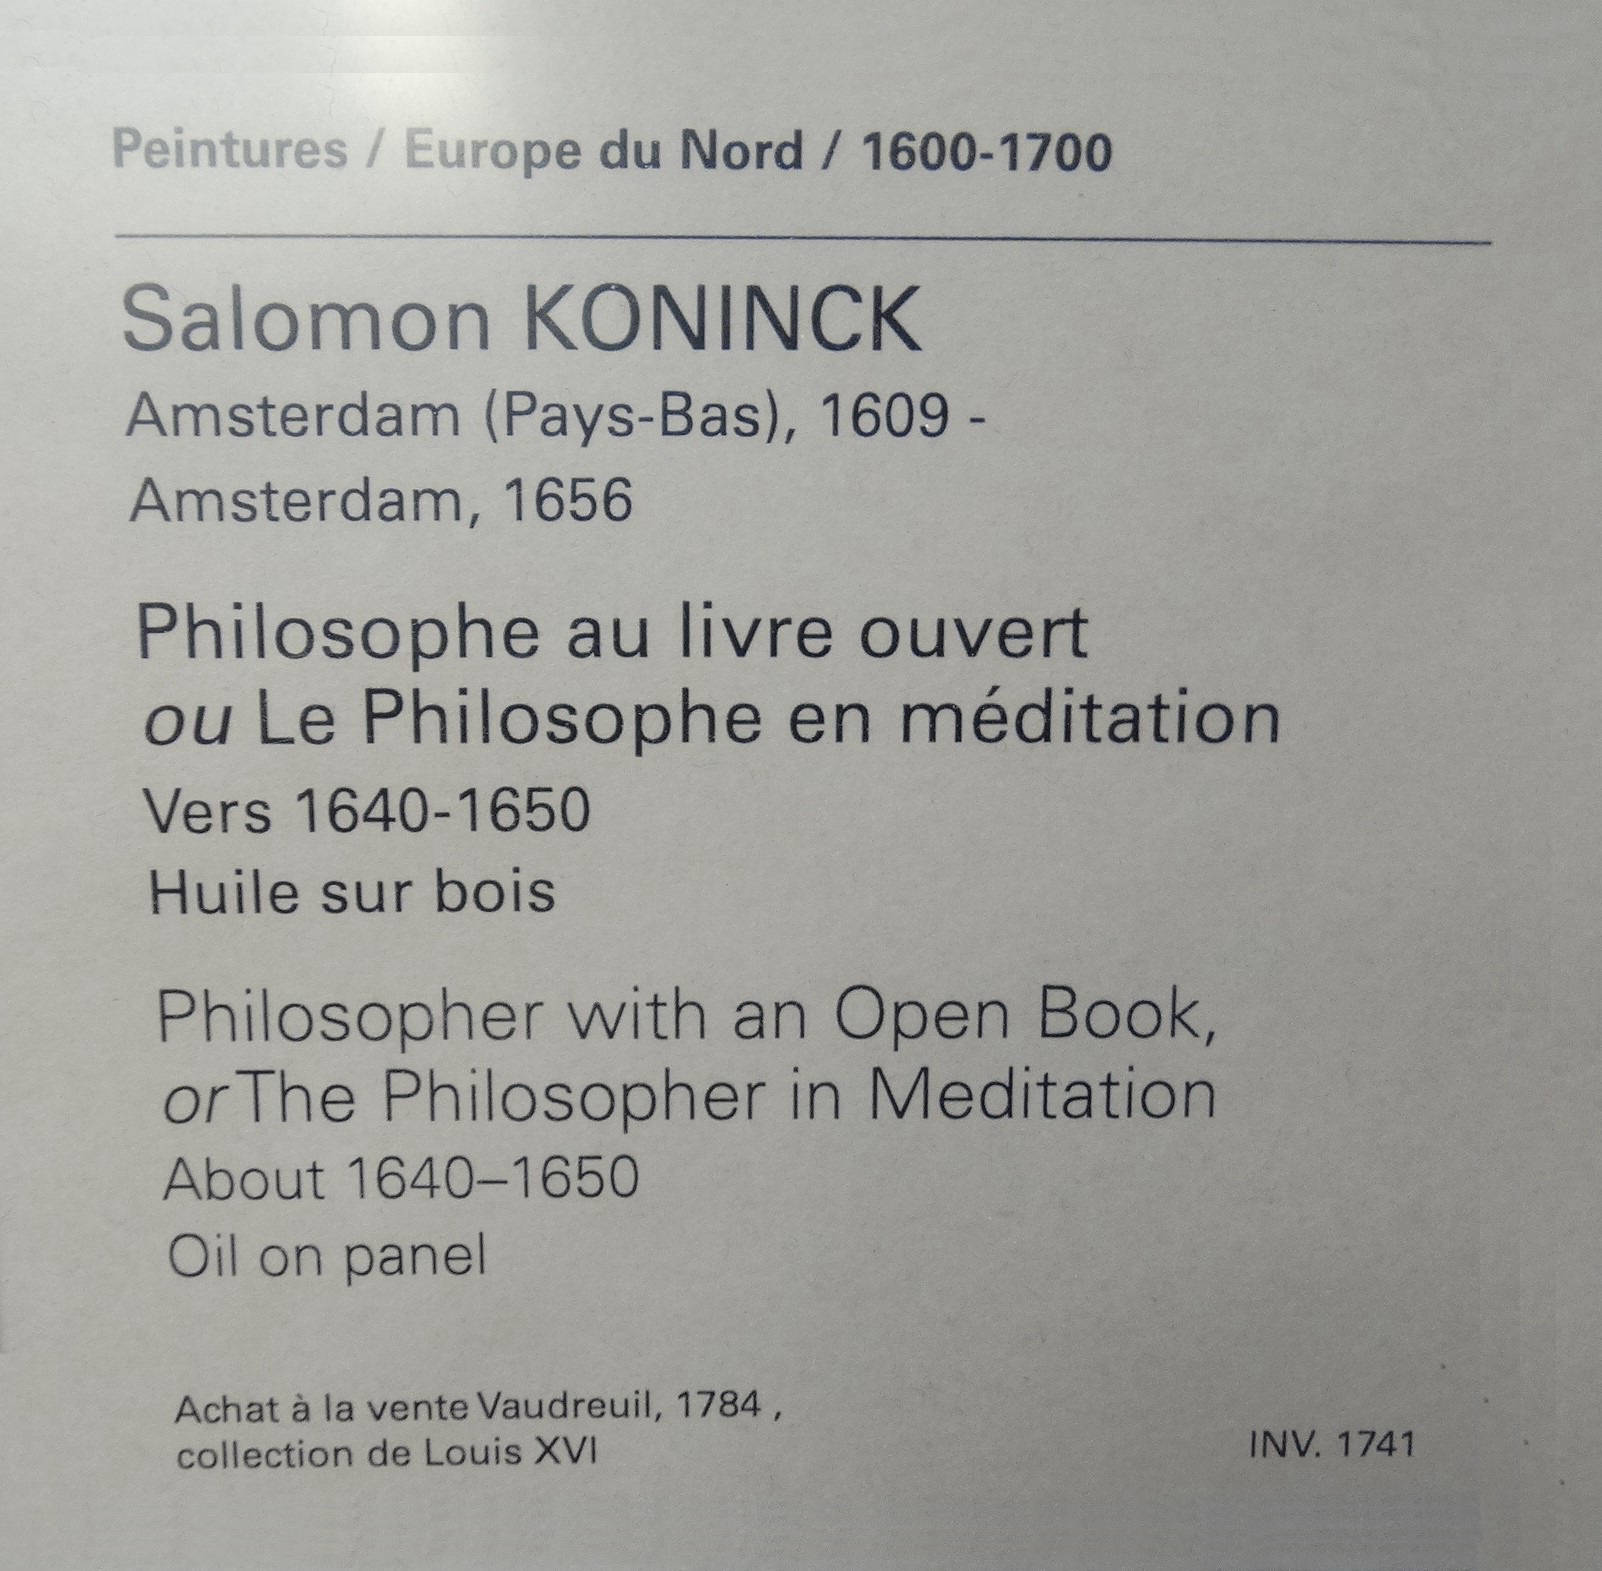 Peintures / Europe du Nord / 1600-1700
Salomon KONINCK
Amsterdam (Pays-Bas), 1609 -
Amsterdam, 1656
Philosophe au livre ouvert
ou Le Philosophe en méditation
Vers 1640-1650
Huile sur bois
Philosopher with an Open Book,
or The Philosopher in Meditation
About 1640–1650
Oil on panel
Achat à la vente Vaudreuil, 1784 ,
collection de Louis XVI
INV. 1741